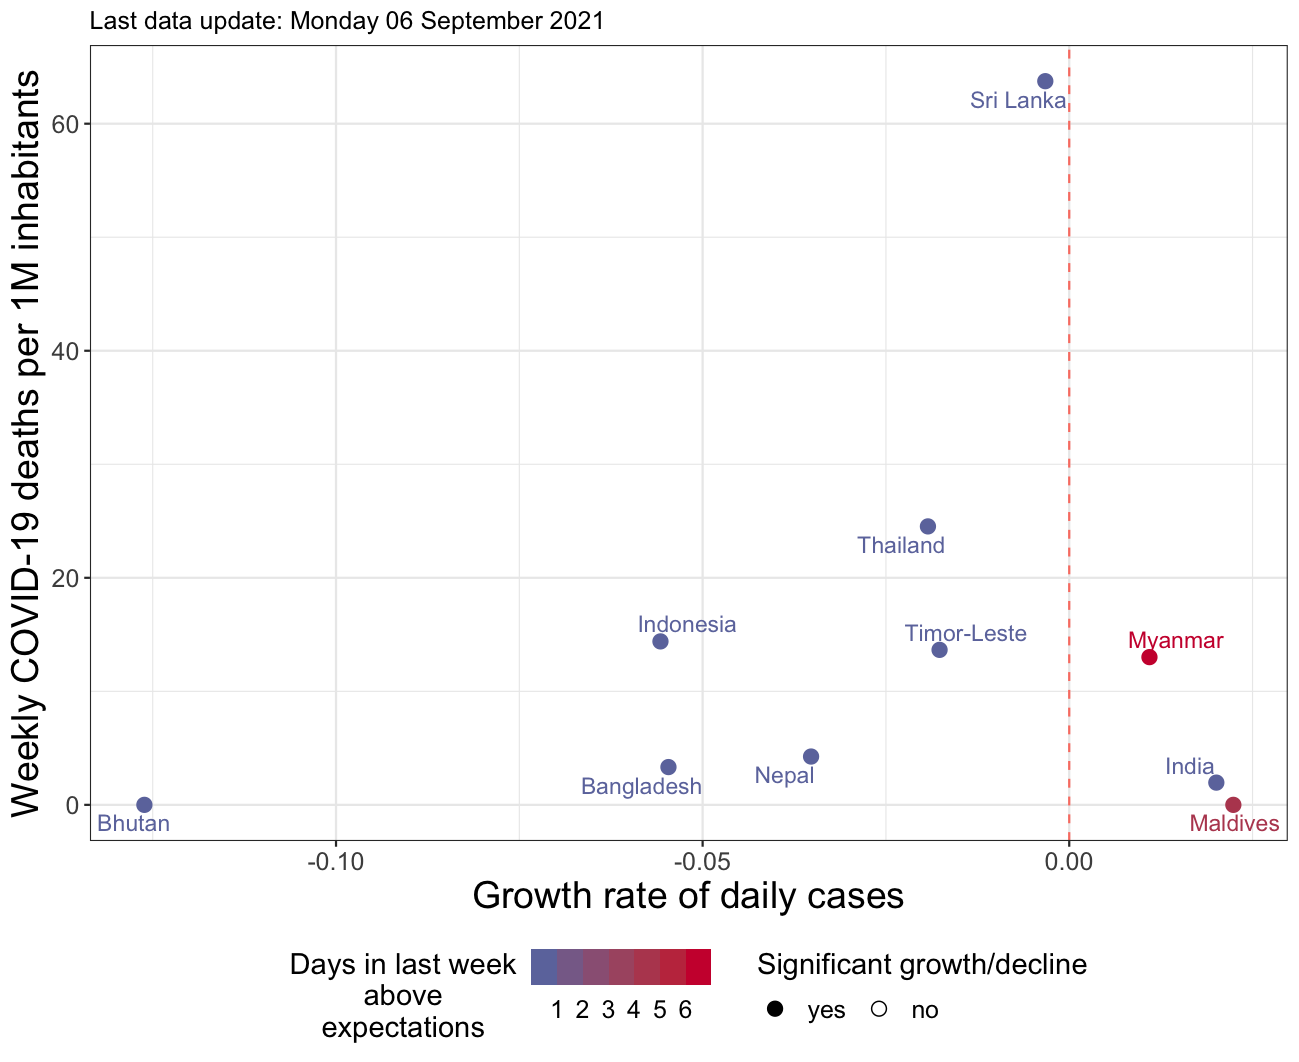 Last data update: Monday 06 September 2021
Weekly COVID-19 deaths per 1M inhabitants
60
40
20
0
Sri Lanka
Thailand
Indonesia
Timor-Leste
Myanmar
Nepal
India
Bangladesh
Bhutan
Maldives
-0.10
-0.05
0.00
Growth rate of daily cases
Days in last week
above
expectations
1 2 3 4 5 6
Significant growth/decline
yes
no